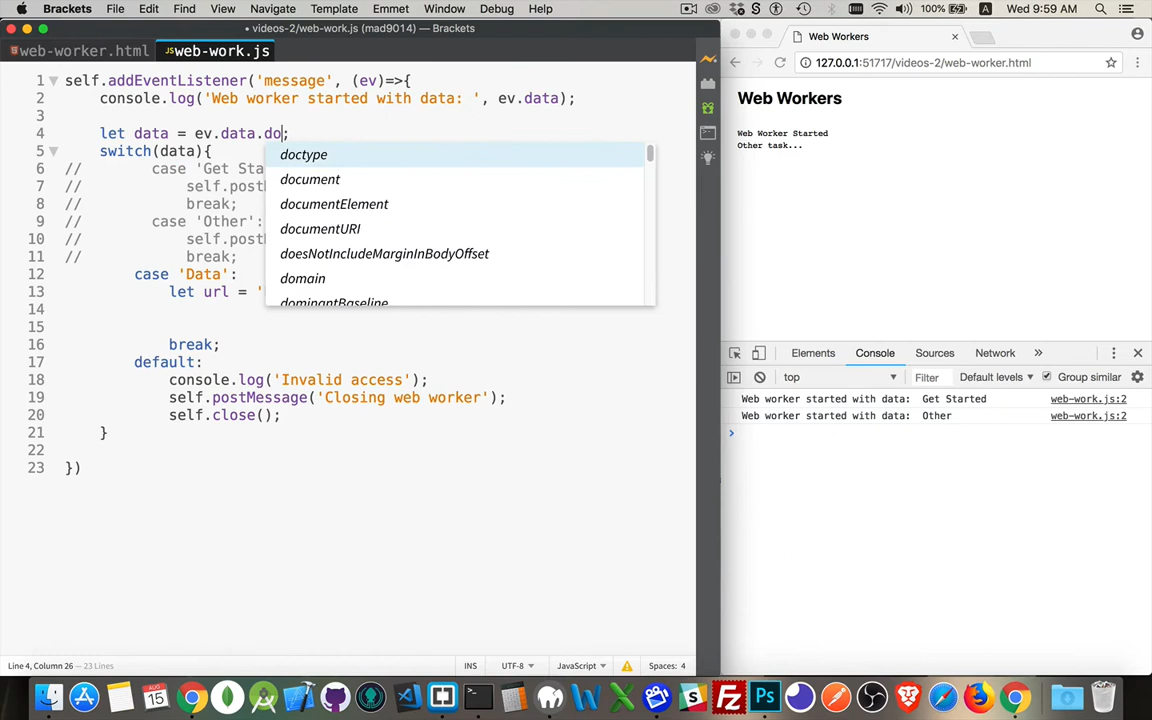 Brackets File Edit Find View Navigate Template Emmet Window Debug Help 100% A Wed 9:59 AM
• videos-2/web-work.js (mad9014) — Brackets
web-worker.html JS web-work.js
Web Workers
127.0.0.1:51717/videos-2/web-worker.html
1 self.addEventListener('message', (ev)=>{
2 console.log('Web worker started with data: ', ev.data);
3
4 let data = ev.data.do;
5 switch(data){
6 // case 'Get Sta
7 // self.postM
8 // break;
9 // case 'Other':
10 // self.postM
11 // break;
12 case 'Data':
13 let url = '
14
15
16 break;
17 default:
18 console.log('Invalid access');
19 self.postMessage('Closing web worker');
20 self.close();
21 }
22
23 })
doctype
document
documentElement
documentURI
doesNotIncludeMarginInBodyOffset
domain
dominantBaseline
Line 4, Column 26 — 23 Lines
INS UTF-8 JavaScript Spaces: 4
Web Workers
Web Worker Started
Other task...
Elements Console Sources Network »
top Filter Default levels Group similar
Web worker started with data: Get Started web-work.js:2
Web worker started with data: Other web-work.js:2
>
AUG
15